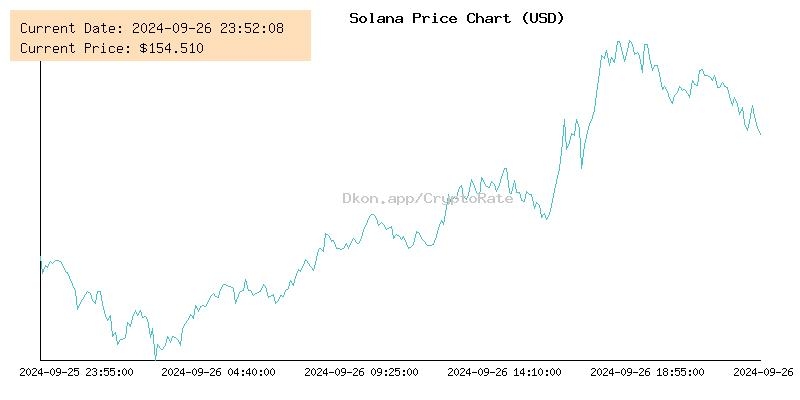 Solana Price Chart (USD)
Current Date: 2024-09-26 23:52:08
Current Price: $154.510
Dkon.app/CryptoRate
2024-09-25 23:55:00 2024-09-26 04:40:00 2024-09-26 09:25:00 2024-09-26 14:10:00 2024-09-26 18:55:00 2024-09-26